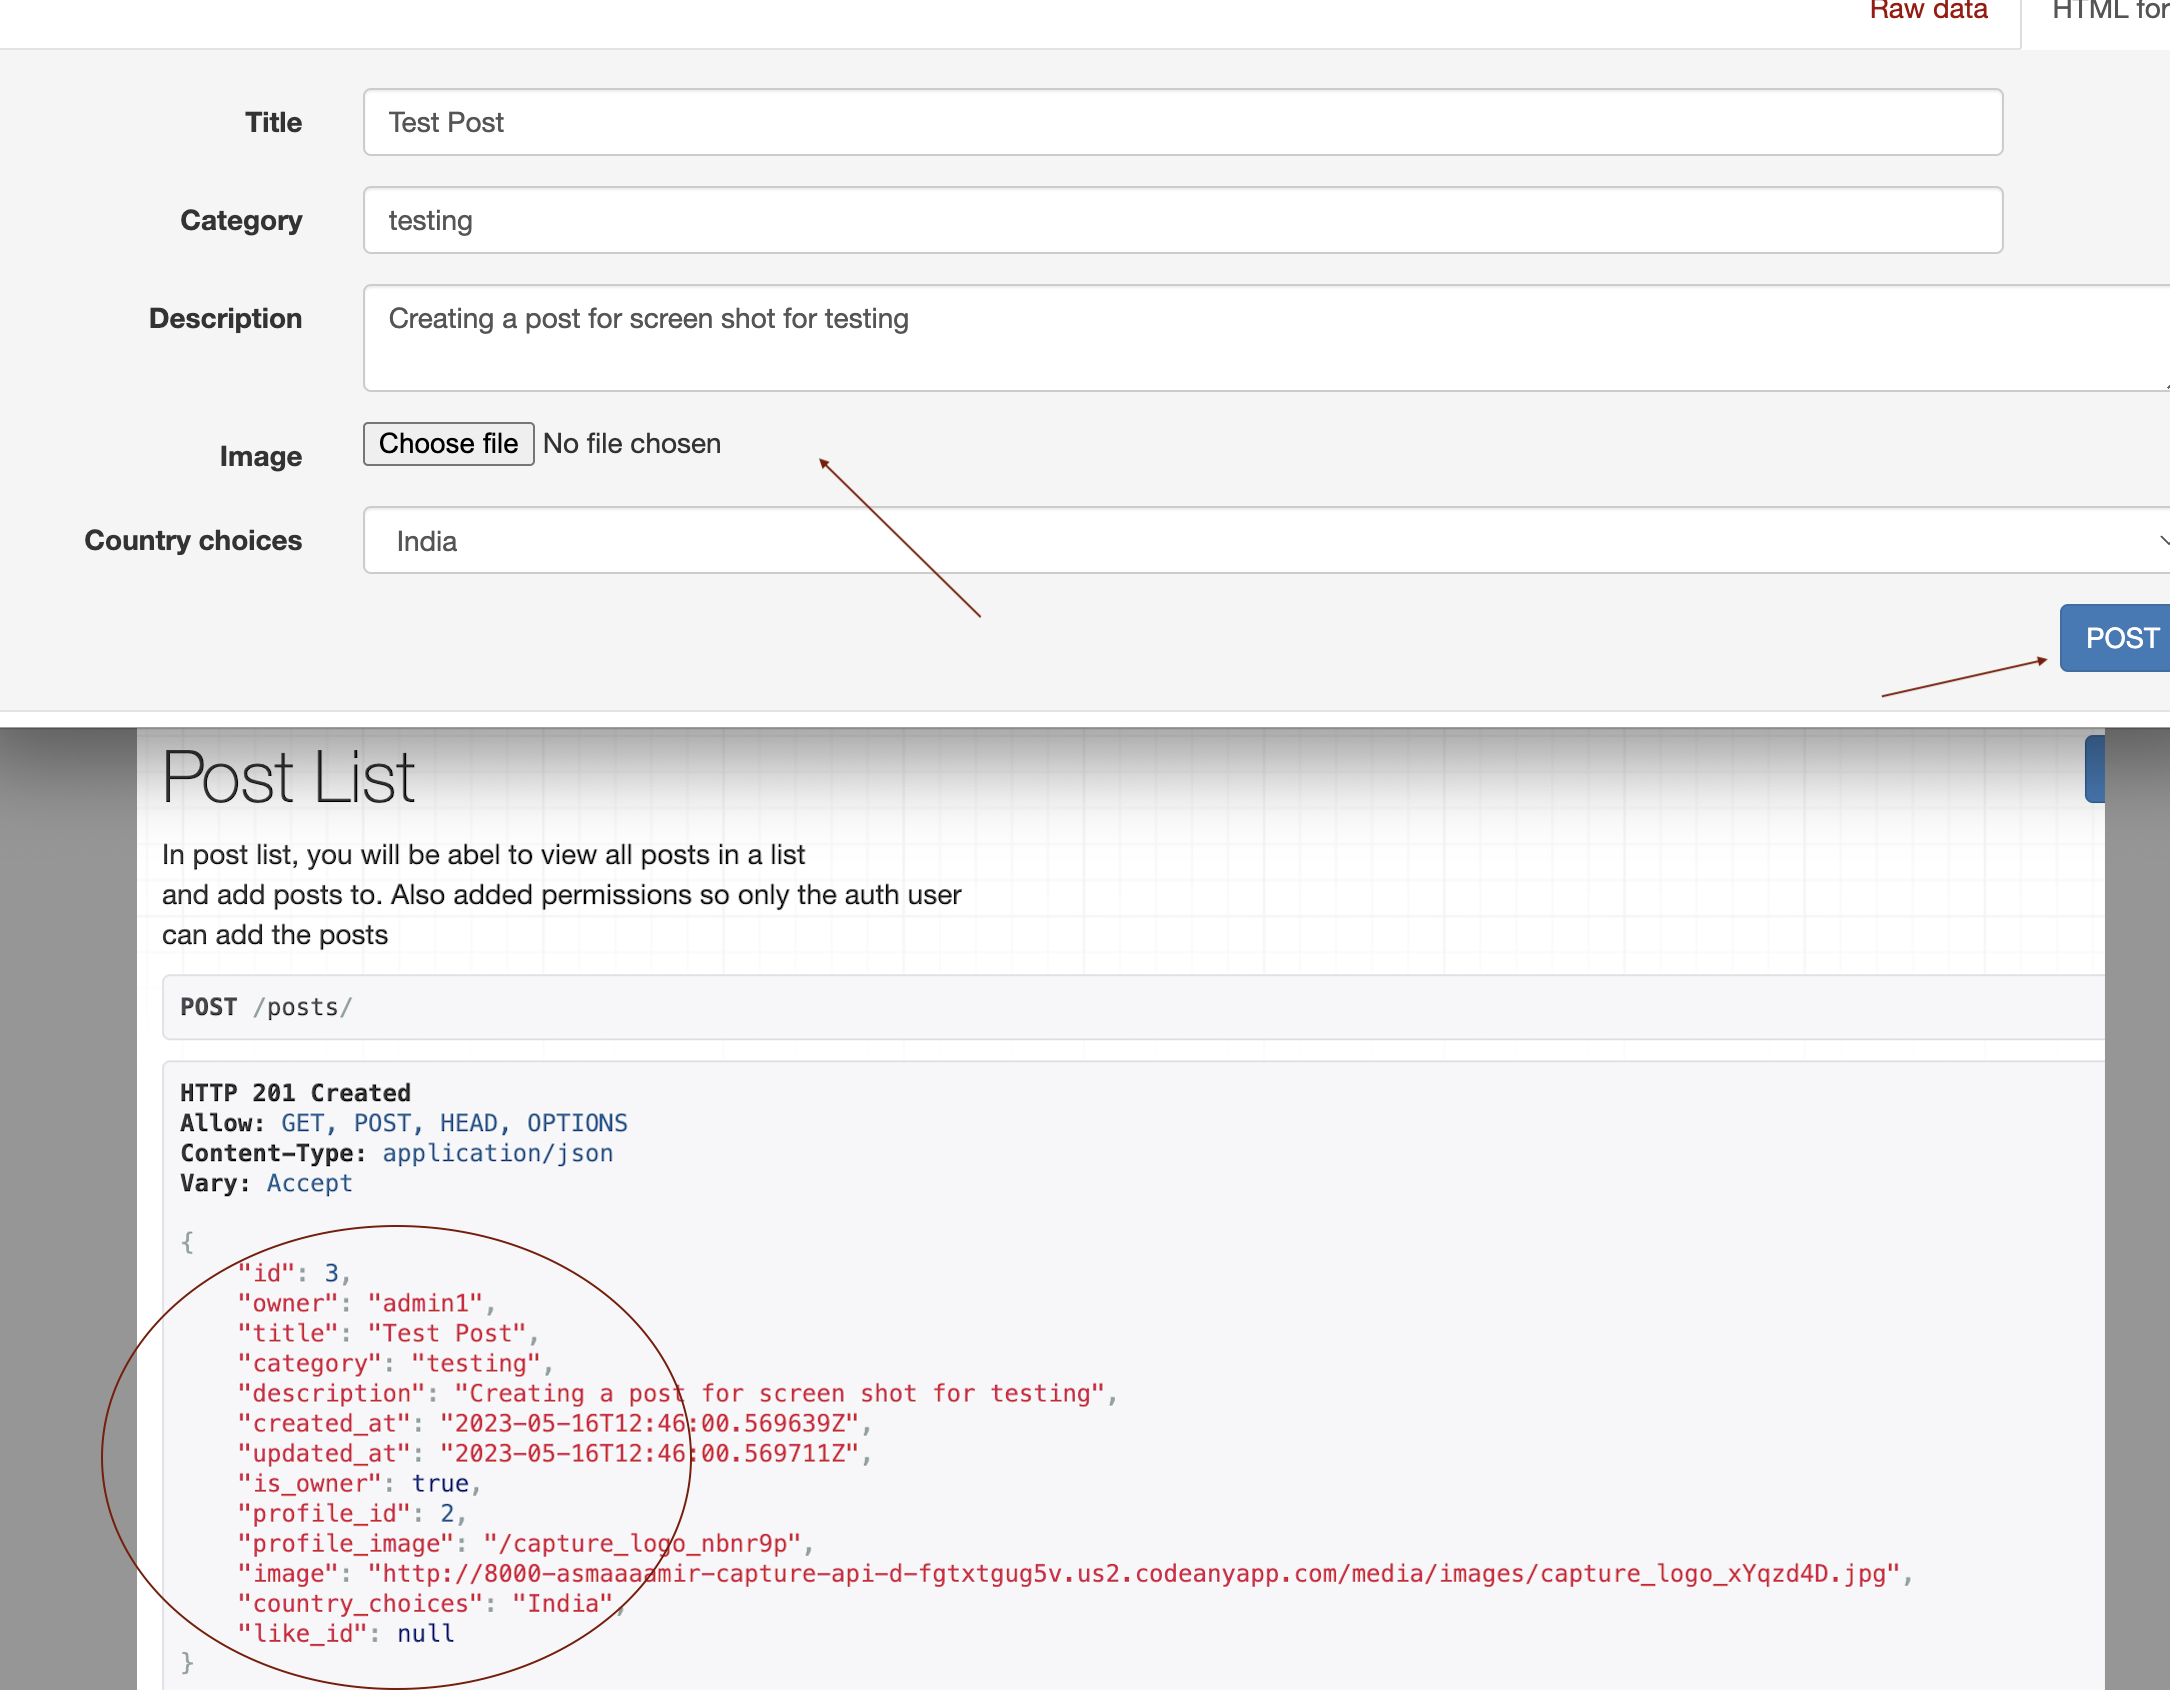 Raw data HTML for
Title Test Post
Category testing
Description Creating a post for screen shot for testing
Image Choose file No file chosen
Country choices India
POST
Post List
In post list, you will be abel to view all posts in a list
and add posts to. Also added permissions so only the auth user
can add the posts
POST /posts/
HTTP 201 Created
Allow: GET, POST, HEAD, OPTIONS
Content-Type: application/json
Vary: Accept
{
"id": 3,
"owner": "admin1",
"title": "Test Post",
"category": "testing",
"description": "Creating a post for screen shot for testing",
"created_at": "2023-05-16T12:46:00.569639Z",
"updated_at": "2023-05-16T12:46:00.569711Z",
"is_owner": true,
"profile_id": 2,
"profile_image": "/capture_logo_nbnr9p",
"image": "http://8000-asmaaaamir-capture-api-d-fgtxtgug5v.us2.codeanyapp.com/media/images/capture_logo_xYqzd4D.jpg",
"country_choices": "India",
"like_id": null
}